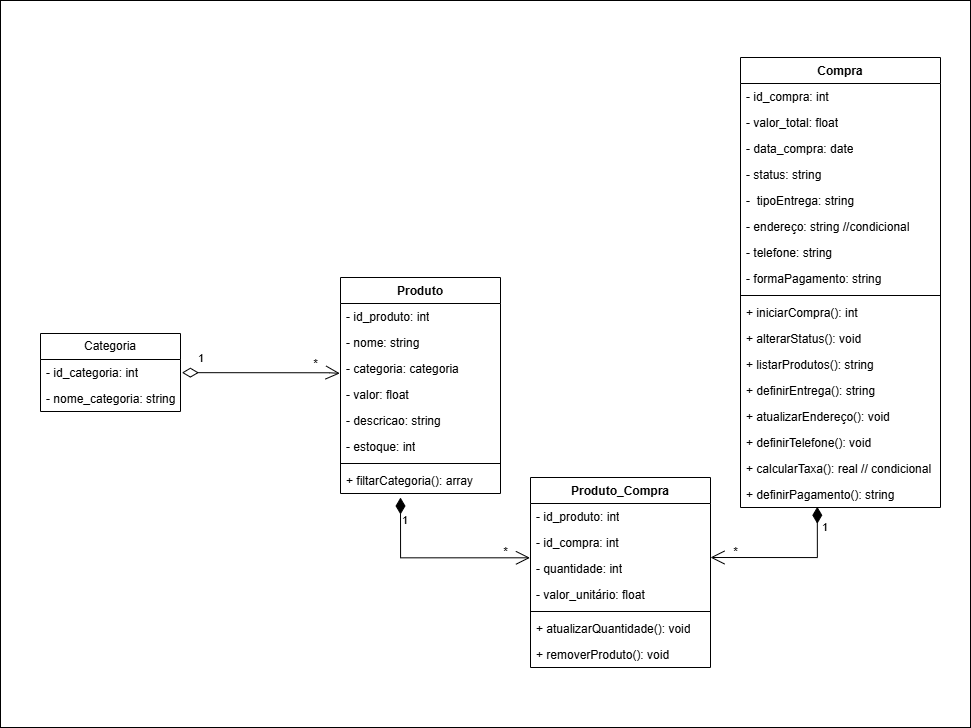 Compra
- id_compra: int
- valor_total: float
- data_compra: date
- status: string
- tipoEntrega: string
- endereço: string //condicional
- telefone: string
- formaPagamento: string
+ iniciarCompra(): int
+ alterarStatus(): void
+ listarProdutos(): string
+ definirEntrega(): string
+ atualizarEndereço(): void
+ definirTelefone(): void
+ calcularTaxa(): real // condicional
+ definirPagamento(): string
1
*
Produto
- id_produto: int
- nome: string
- categoria: categoria
- valor: float
- descricao: string
- estoque: int
+ filtarCategoria(): array
1
*
Categoria
- id_categoria: int
- nome_categoria: string
1
*
Produto_Compra
- id_produto: int
- id_compra: int
- quantidade: int
- valor_unitário: float
+ atualizarQuantidade(): void
+ removerProduto(): void